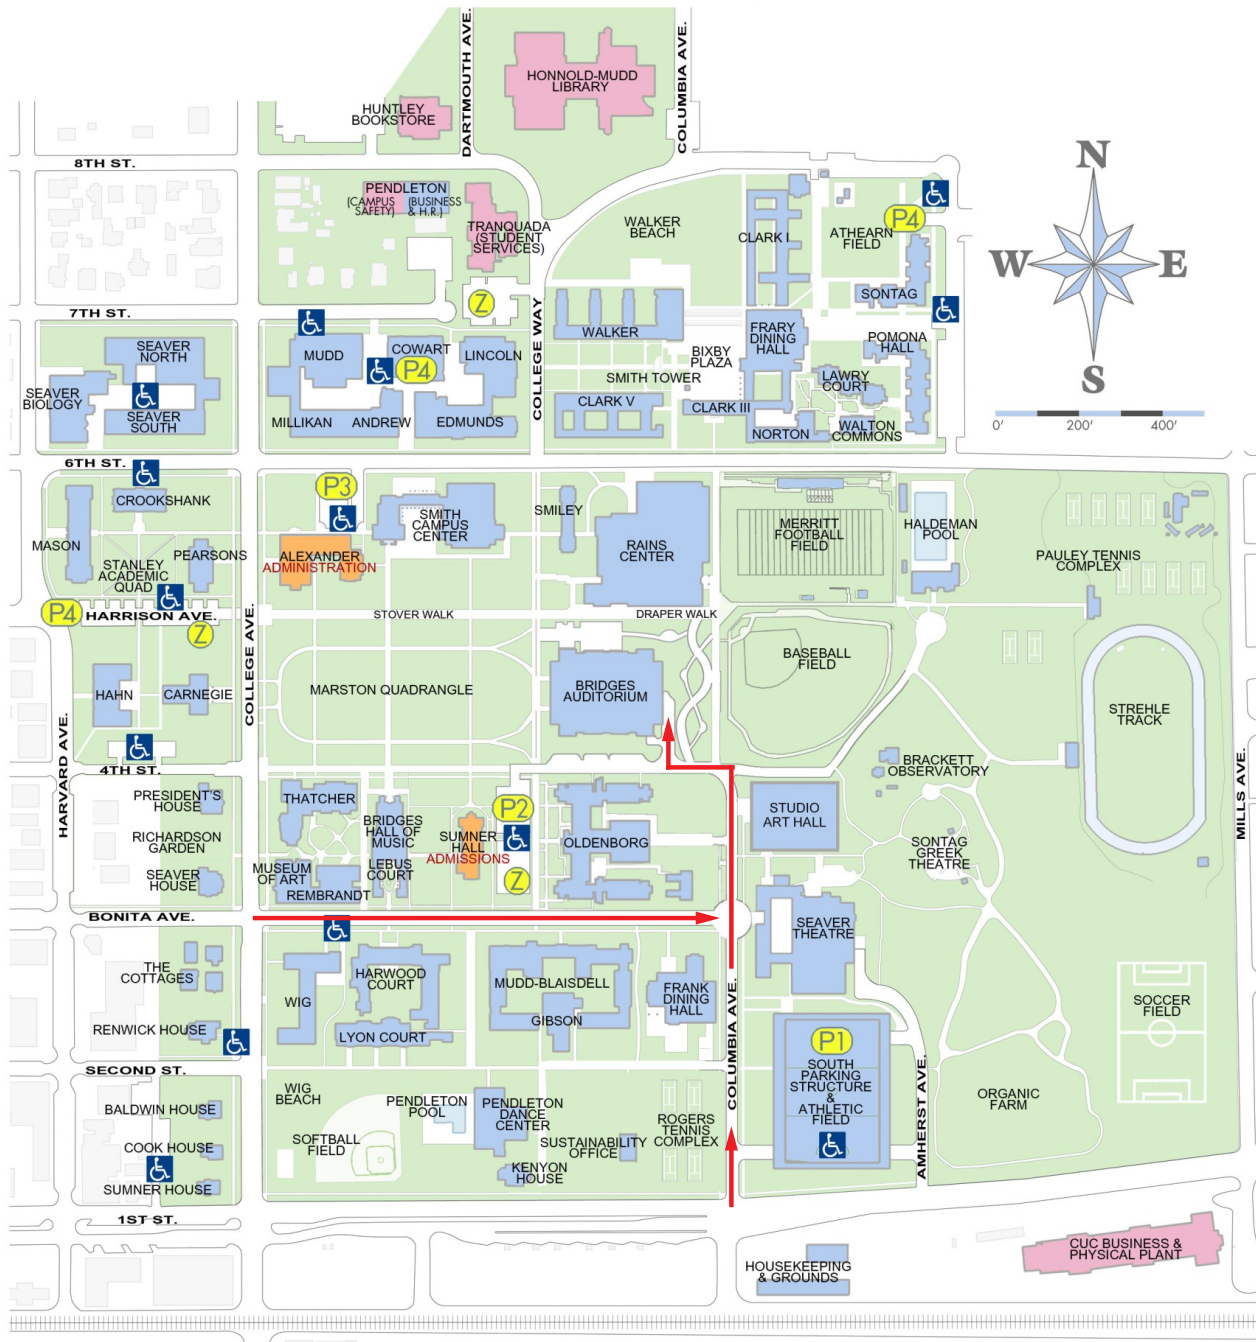 DARTMOUTH AVE.
COLUMBIA AVE.
HONNOLD-MUDD
LIBRARY
HUNTLEY
BOOKSTORE
8TH ST.
N
W
E
S
PENDLETON
(CAMPUS
SAFETY)
(BUSINESS
& H.R.)
TRANQUADA
(STUDENT
SERVICES)
WALKER
BEACH
CLARK I
ATHEARN
FIELD
P4
SONTAG
Z
7TH ST.
COLLEGE WAY
SEAVER
NORTH
SEAVER
BIOLOGY
SEAVER
SOUTH
MUDD
COWART
P4
LINCOLN
MILLIKAN
ANDREW
EDMUNDS
WALKER
BIXBY
PLAZA
FRARY
DINING
HALL
POMONA
HALL
SMITH TOWER
LAWRY
COURT
CLARK V
CLARK III
NORTON
WALTON
COMMONS
0'
200'
400'
6TH ST.
CROOKSHANK
MASON
PEARSONS
STANLEY
ACADEMIC
QUAD
P3
ALEXANDER
ADMINISTRATION
SMITH
CAMPUS
CENTER
SMILEY
RAINS
CENTER
MERRITT
FOOTBALL
FIELD
HALDEMAN
POOL
PAULEY TENNIS
COMPLEX
P4
HARRISON AVE.
Z
STOVER WALK
DRAPER WALK
COLLEGE AVE.
HAHN
CARNEGIE
MARSTON QUADRANGLE
BRIDGES
AUDITORIUM
BASEBALL
FIELD
STREHLE
TRACK
HARVARD AVE.
4TH ST.
BRACKETT
OBSERVATORY
MILLS AVE.
PRESIDENT'S
HOUSE
RICHARDSON
GARDEN
SEAVER
HOUSE
THATCHER
BRIDGES
HALL OF
MUSIC
LEBUS
COURT
MUSEUM
OF ART
REMBRANDT
SUMNER
HALL
ADMISSIONS
P2
Z
OLDENBORG
STUDIO
ART HALL
SONTAG
GREEK
THEATRE
BONITA AVE.
SEAVER
THEATRE
THE
COTTAGES
WIG
HARWOOD
COURT
LYON COURT
MUDD-BLAISDELL
GIBSON
FRANK
DINING
HALL
COLUMBIA AVE.
SOCCER
FIELD
RENWICK HOUSE
P1
SOUTH
PARKING
STRUCTURE
&
ATHLETIC
FIELD
AMHERST AVE.
ORGANIC
FARM
SECOND ST.
BALDWIN HOUSE
COOK HOUSE
SUMNER HOUSE
WIG
BEACH
SOFTBALL
FIELD
PENDLETON
POOL
PENDLETON
DANCE
CENTER
SUSTAINABILITY
OFFICE
KENYON
HOUSE
ROGERS
TENNIS
COMPLEX
1ST ST.
HOUSEKEEPING
& GROUNDS
CUC BUSINESS &
PHYSICAL PLANT